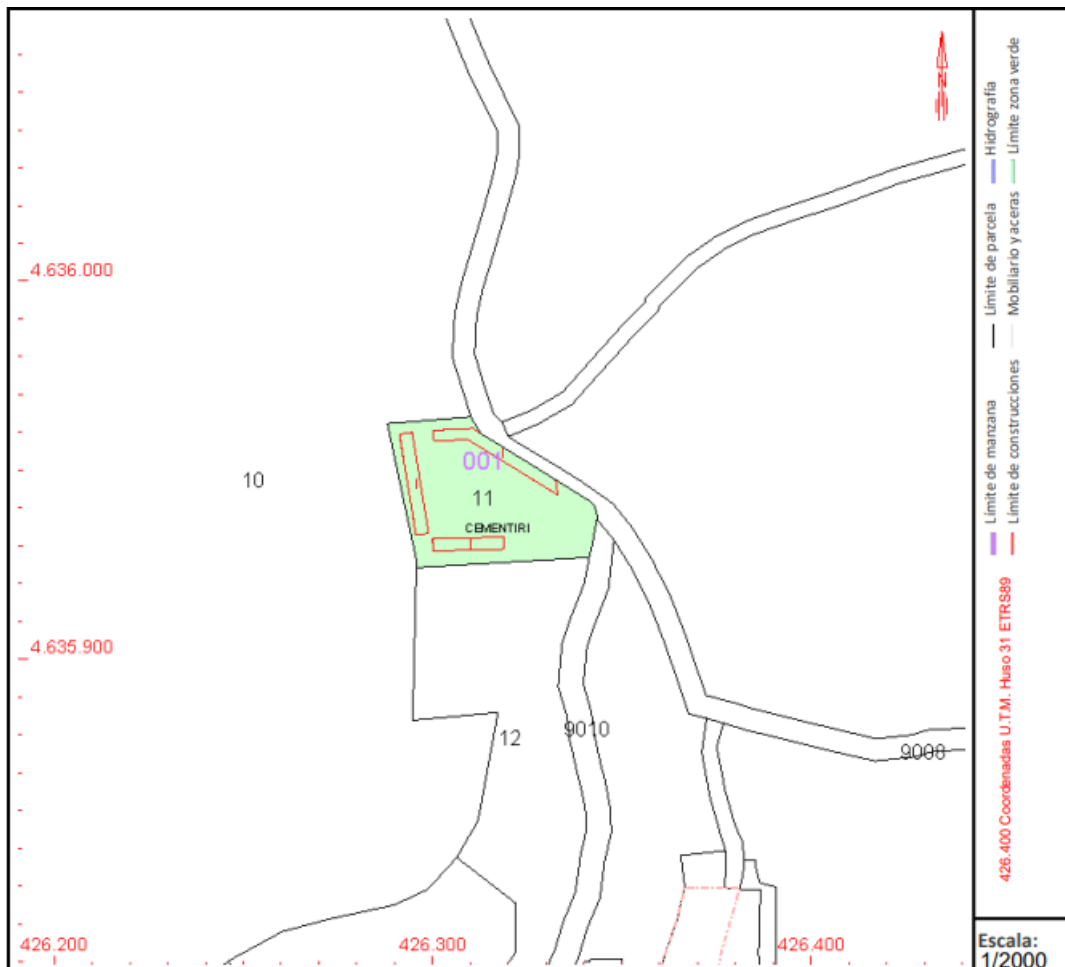 4.636.000
001
10
11
CEMENTIRI
4.635.900
12
9010
9008
426.200
426.300
426.400
Límite de manzana
Límite de parcela
Hidrografía
Límite de construcciones
Mobiliario y aceras
Límite zona verde
426.400 Coordenadas U.T.M. Huso 31 ETRS89
Escala:
1/2000